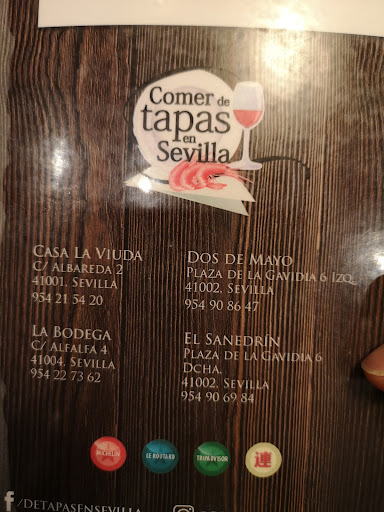 Comer de
tapas
en
Sevilla
Casa La Viuda
C/ Albareda 2
41001, Sevilla
954 21 54 20
Dos de Mayo
Plaza de la Gavidia 6 Izq.
41002, Sevilla
954 90 86 47
La Bodega
C/ Alfalfa 4
41004, Sevilla
954 22 73 62
El Sanedrín
Plaza de la Gavidia 6
Dcha.
41002, Sevilla
954 90 69 84
MICHELIN
LE ROUTARD
TRIPADVISOR
連
/detapasensevilla